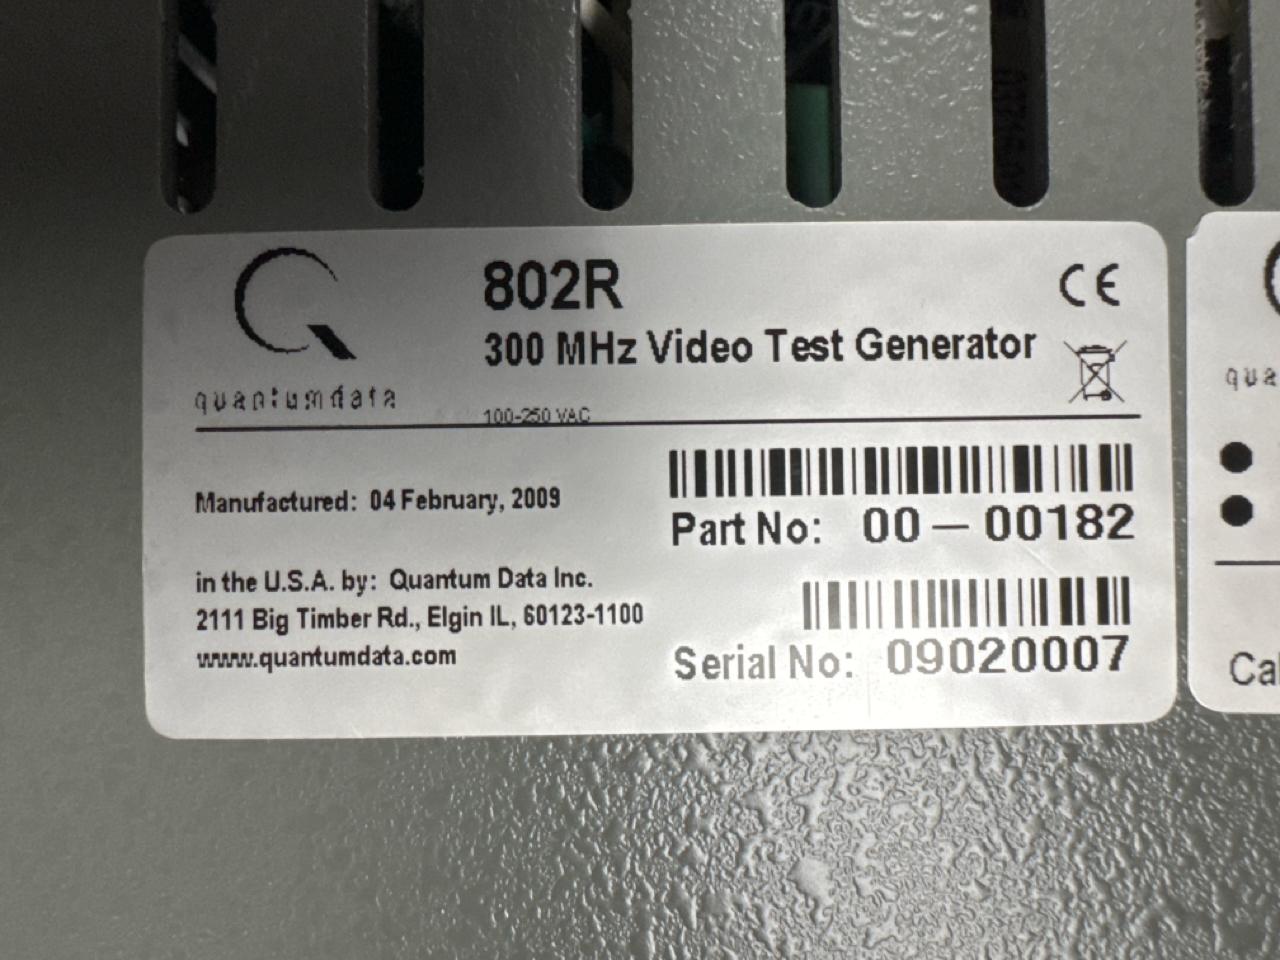 802R
CE
300 MHz Video Test Generator
quantumdata
100-250 VAC
Manufactured: 04 February, 2009
Part No: 00-00182
in the U.S.A. by: Quantum Data Inc.
2111 Big Timber Rd., Elgin IL, 60123-1100
www.quantumdata.com
Serial No: 09020007
qua
Cal